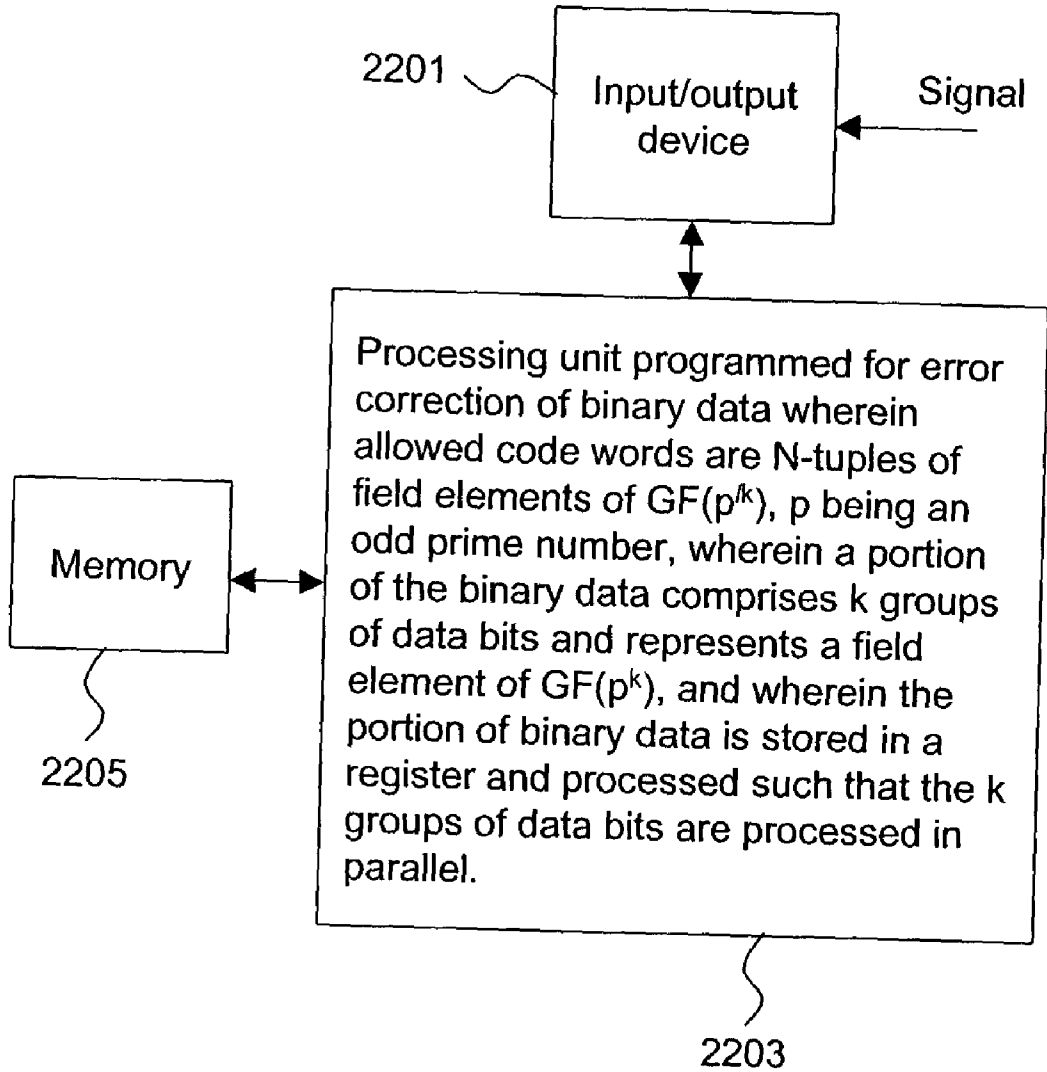 2201
Input/output
device
Signal
Processing unit programmed for error
correction of binary data wherein
allowed code words are N-tuples of
field elements of GF(p^lk), p being an
odd prime number, wherein a portion
of the binary data comprises k groups
of data bits and represents a field
element of GF(p^k), and wherein the
portion of binary data is stored in a
register and processed such that the k
groups of data bits are processed in
parallel.
Memory
2205
2203